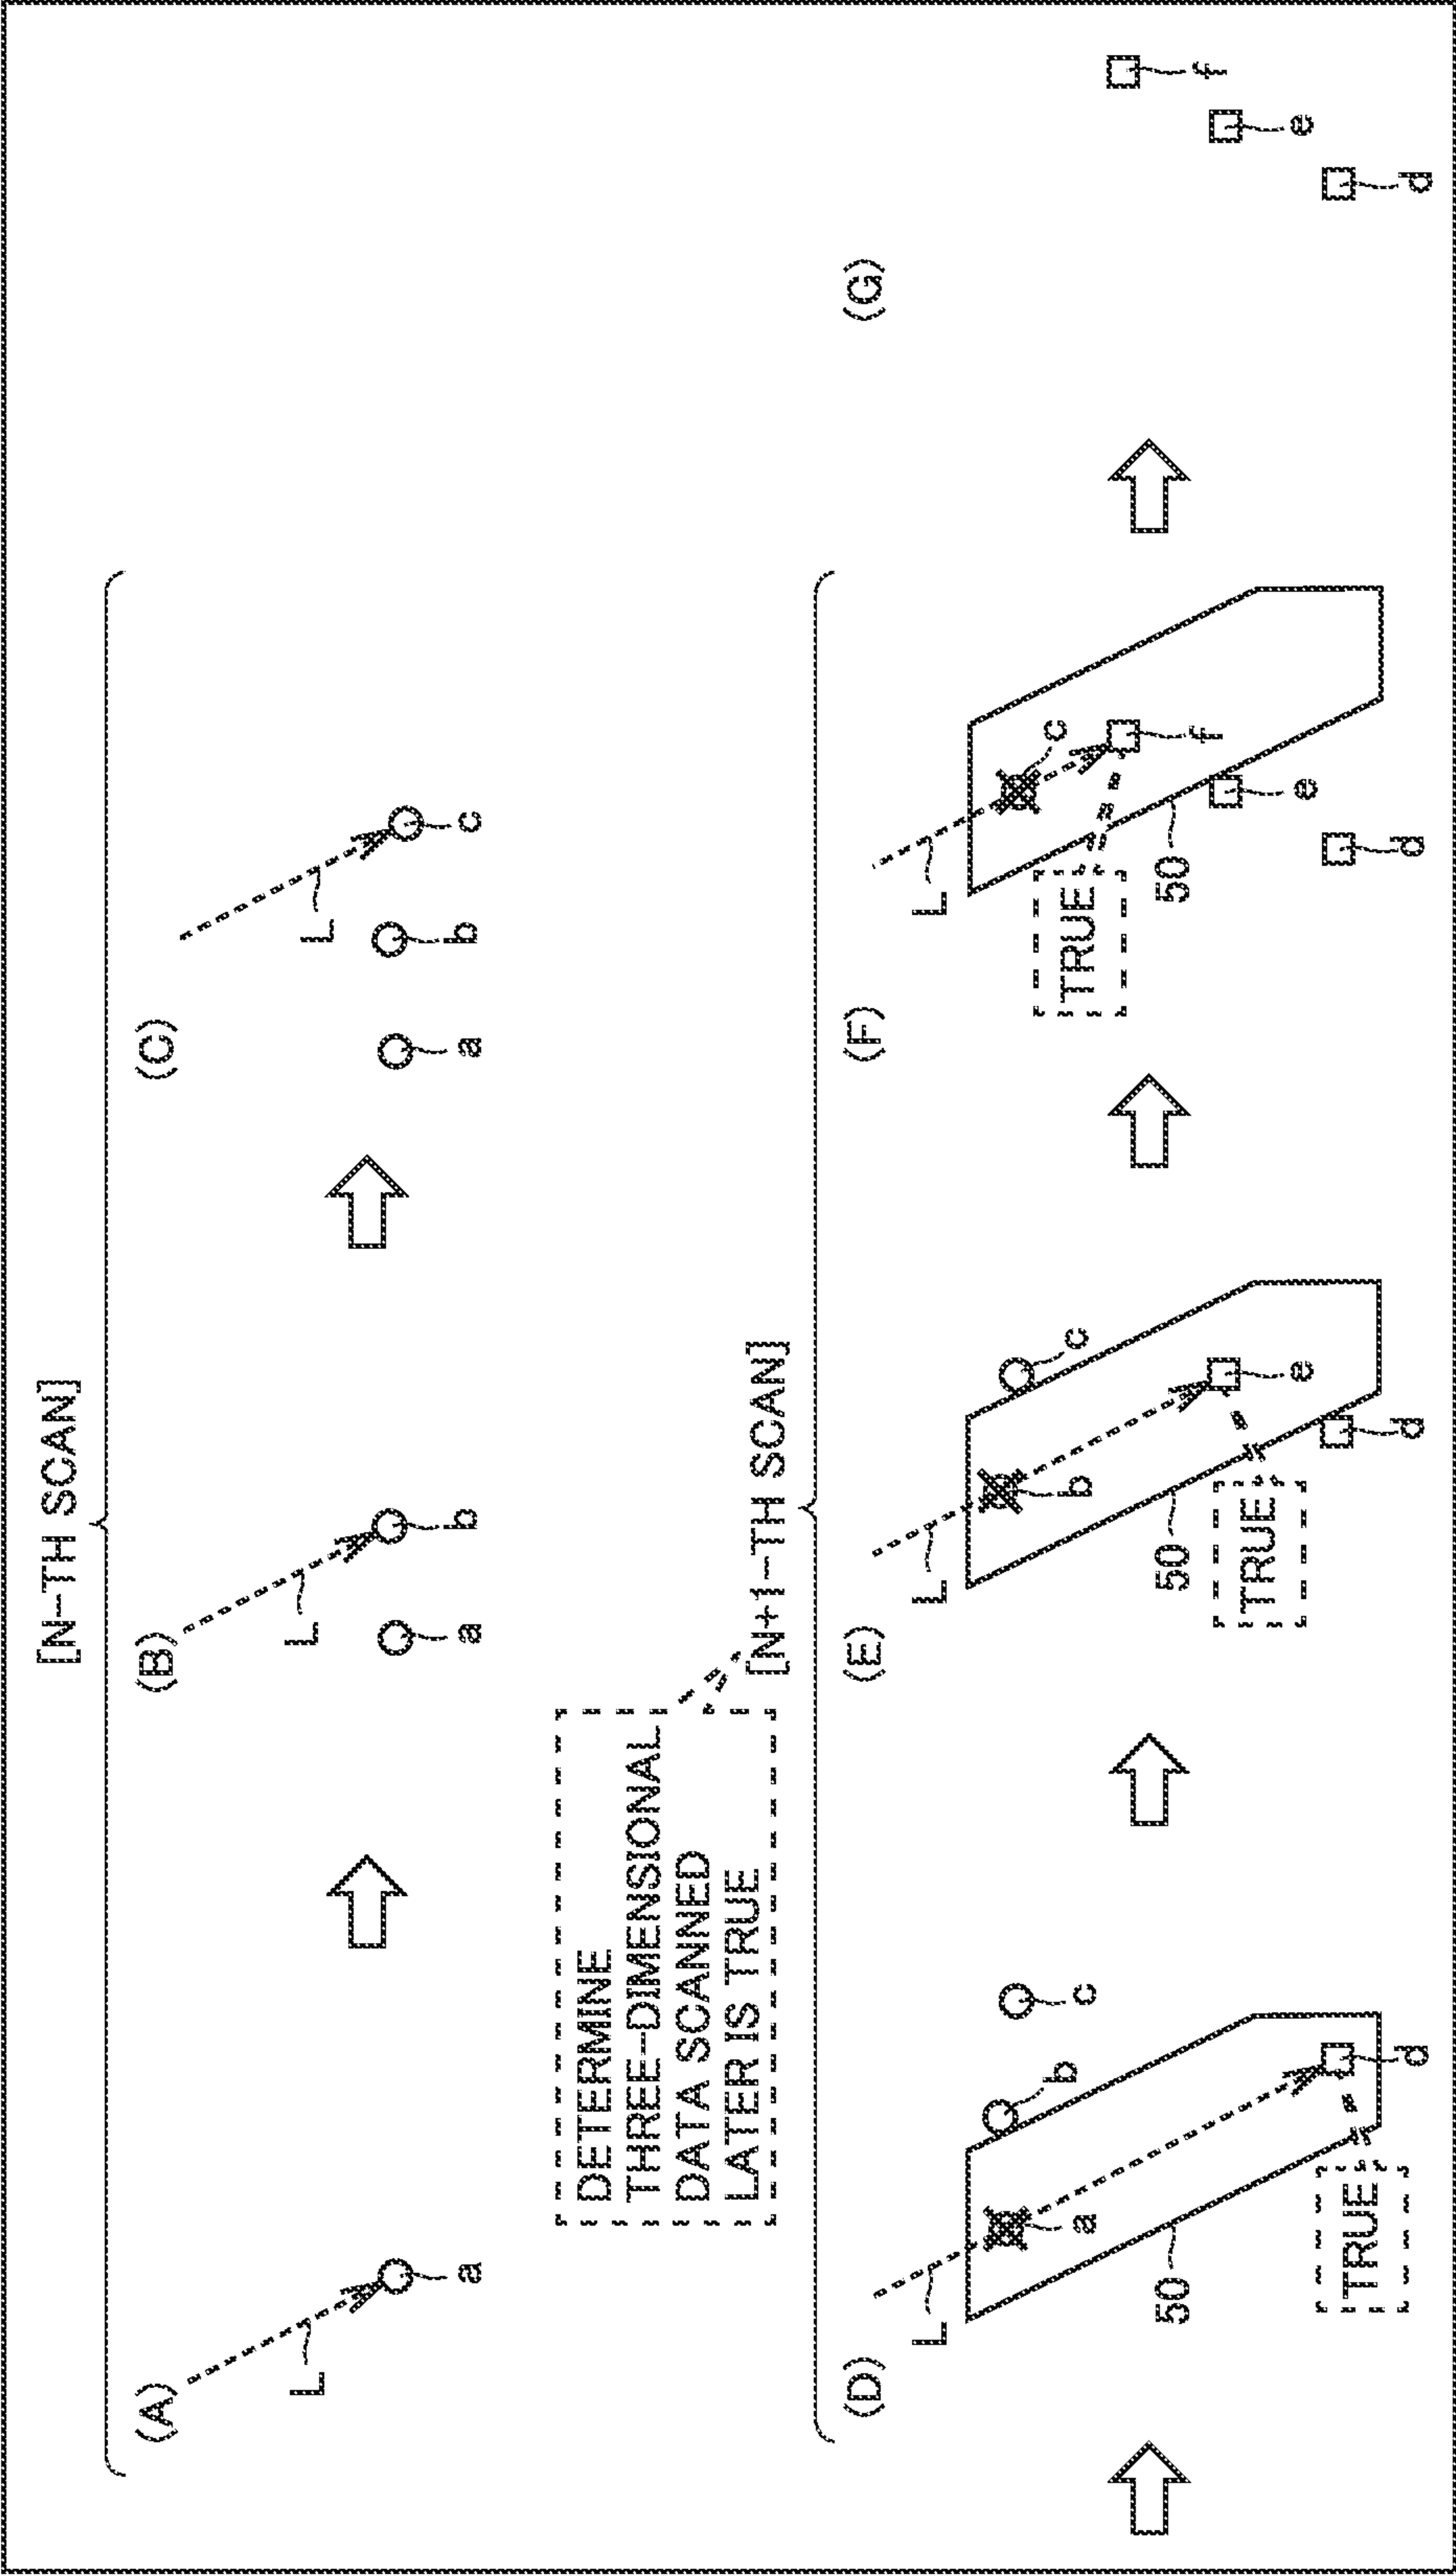 [N-TH SCAN]
(A)
L
a
(B)
L
a
b
(C)
L
a
b
c
DETERMINE
THREE-DIMENSIONAL
DATA SCANNED
LATER IS TRUE
[N+1-TH SCAN]
(D)
L
a
b
c
50
TRUE
d
(E)
L
b
c
50
TRUE
e
d
(F)
L
c
TRUE
f
50
e
d
(G)
f
e
d